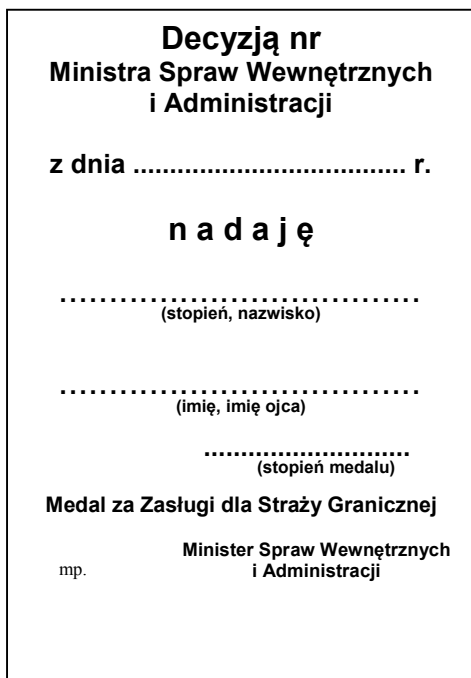 Decyzją nr
Ministra Spraw Wewnętrznych
i Administracji
z dnia ..................................... r.
n a d a j ę
....................................
(stopień, nazwisko)
....................................
(imię, imię ojca)
............................
(stopień medalu)
Medal za Zasługi dla Straży Granicznej
Minister Spraw Wewnętrznych
mp. i Administracji